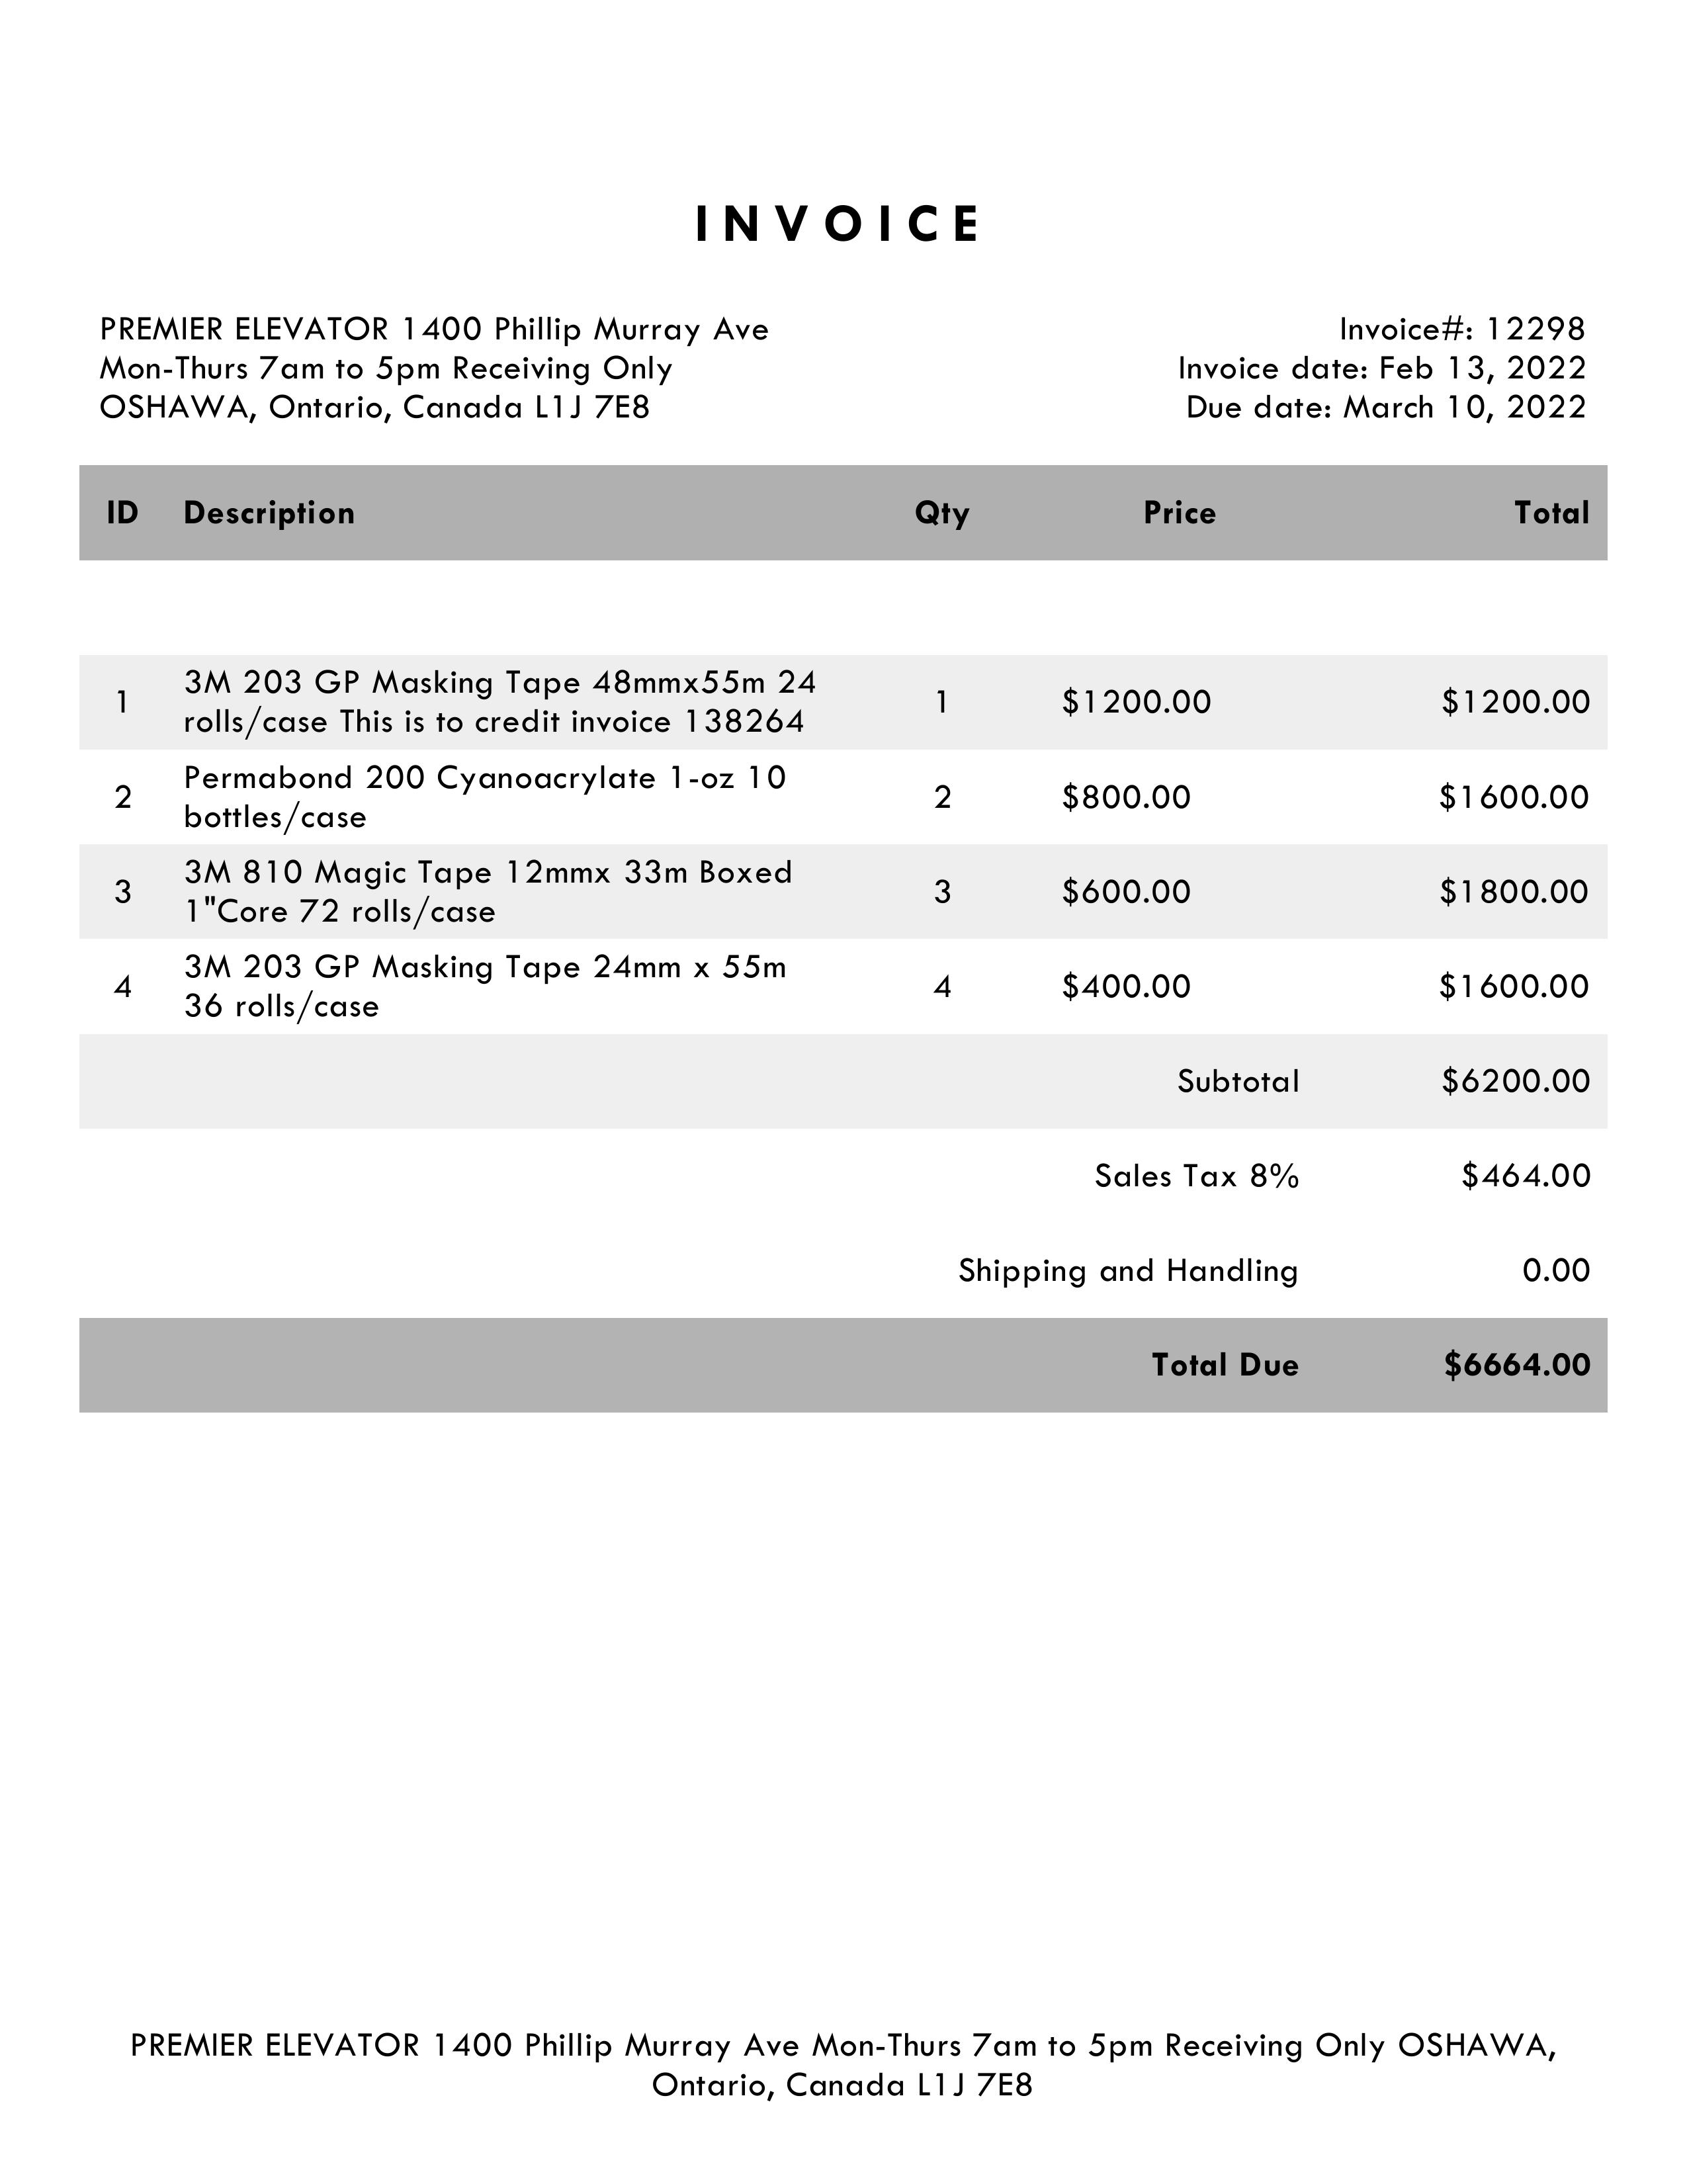 INVOICE
PREMIER ELEVATOR 1400 Phillip Murray Ave
Mon-Thurs 7am to 5pm Receiving Only
OSHAWA, Ontario, Canada L1J 7E8
Invoice#: 12298
Invoice date: Feb 13, 2022
Due date: March 10, 2022
ID Description Qty Price Total
1 3M 203 GP Masking Tape 48mmx55m 24
rolls/case This is to credit invoice 138264 1 $1200.00 $1200.00
2 Permabond 200 Cyanoacrylate 1-oz 10
bottles/case 2 $800.00 $1600.00
3 3M 810 Magic Tape 12mmx 33m Boxed
1"Core 72 rolls/case 3 $600.00 $1800.00
4 3M 203 GP Masking Tape 24mm x 55m
36 rolls/case 4 $400.00 $1600.00
Subtotal $6200.00
Sales Tax 8% $464.00
Shipping and Handling 0.00
Total Due $6664.00
PREMIER ELEVATOR 1400 Phillip Murray Ave Mon-Thurs 7am to 5pm Receiving Only OSHAWA,
Ontario, Canada L1J 7E8